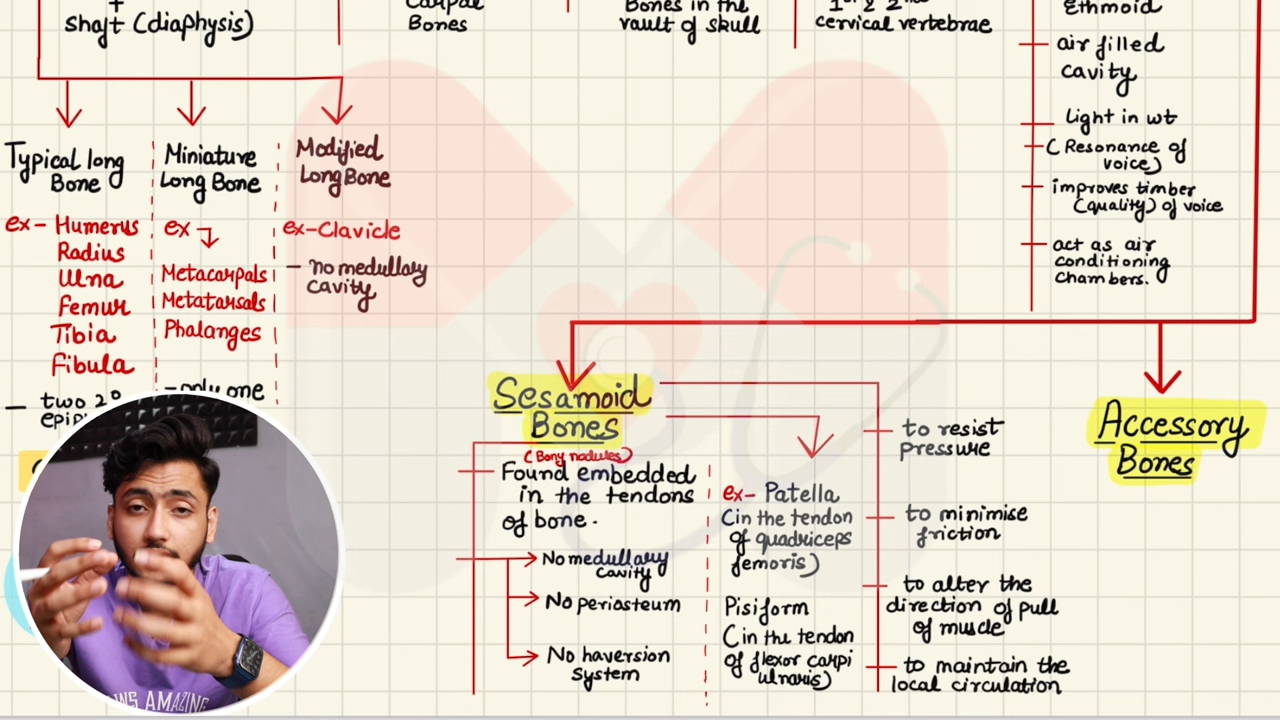 shaft (diaphysis)
Carpal
Bones
Bones in the
vault of skull
cervical vertebrae
Ethmoid
air filled
cavity
Light in wt
(Resonance of
voice)
improves timber
(quality) of voice
act as air
conditioning
chambers.
Typical long
Bone
ex- Humerus
Radius
Ulna
Femur
Tibia
Fibula
- two 2°
Miniature
Long Bone
ex
Metacarpals
Metatarsals
Phalanges
- only one
Modified
Long Bone
ex-Clavicle
- no medullary
cavity
Sesamoid
Bones
(Bony nodules)
Found embedded
in the tendons
of bone.
No medullary
cavity
No periosteum
No haversion
system
ex- Patella
(in the tendon
of quadriceps
femoris)
Pisiform
(in the tendon
of flexor carpi
ulnaris)
to resist
pressure
to minimise
friction
to alter the
direction of pull
of muscle
to maintain the
local circulation
Accessory
Bones
AMAZING